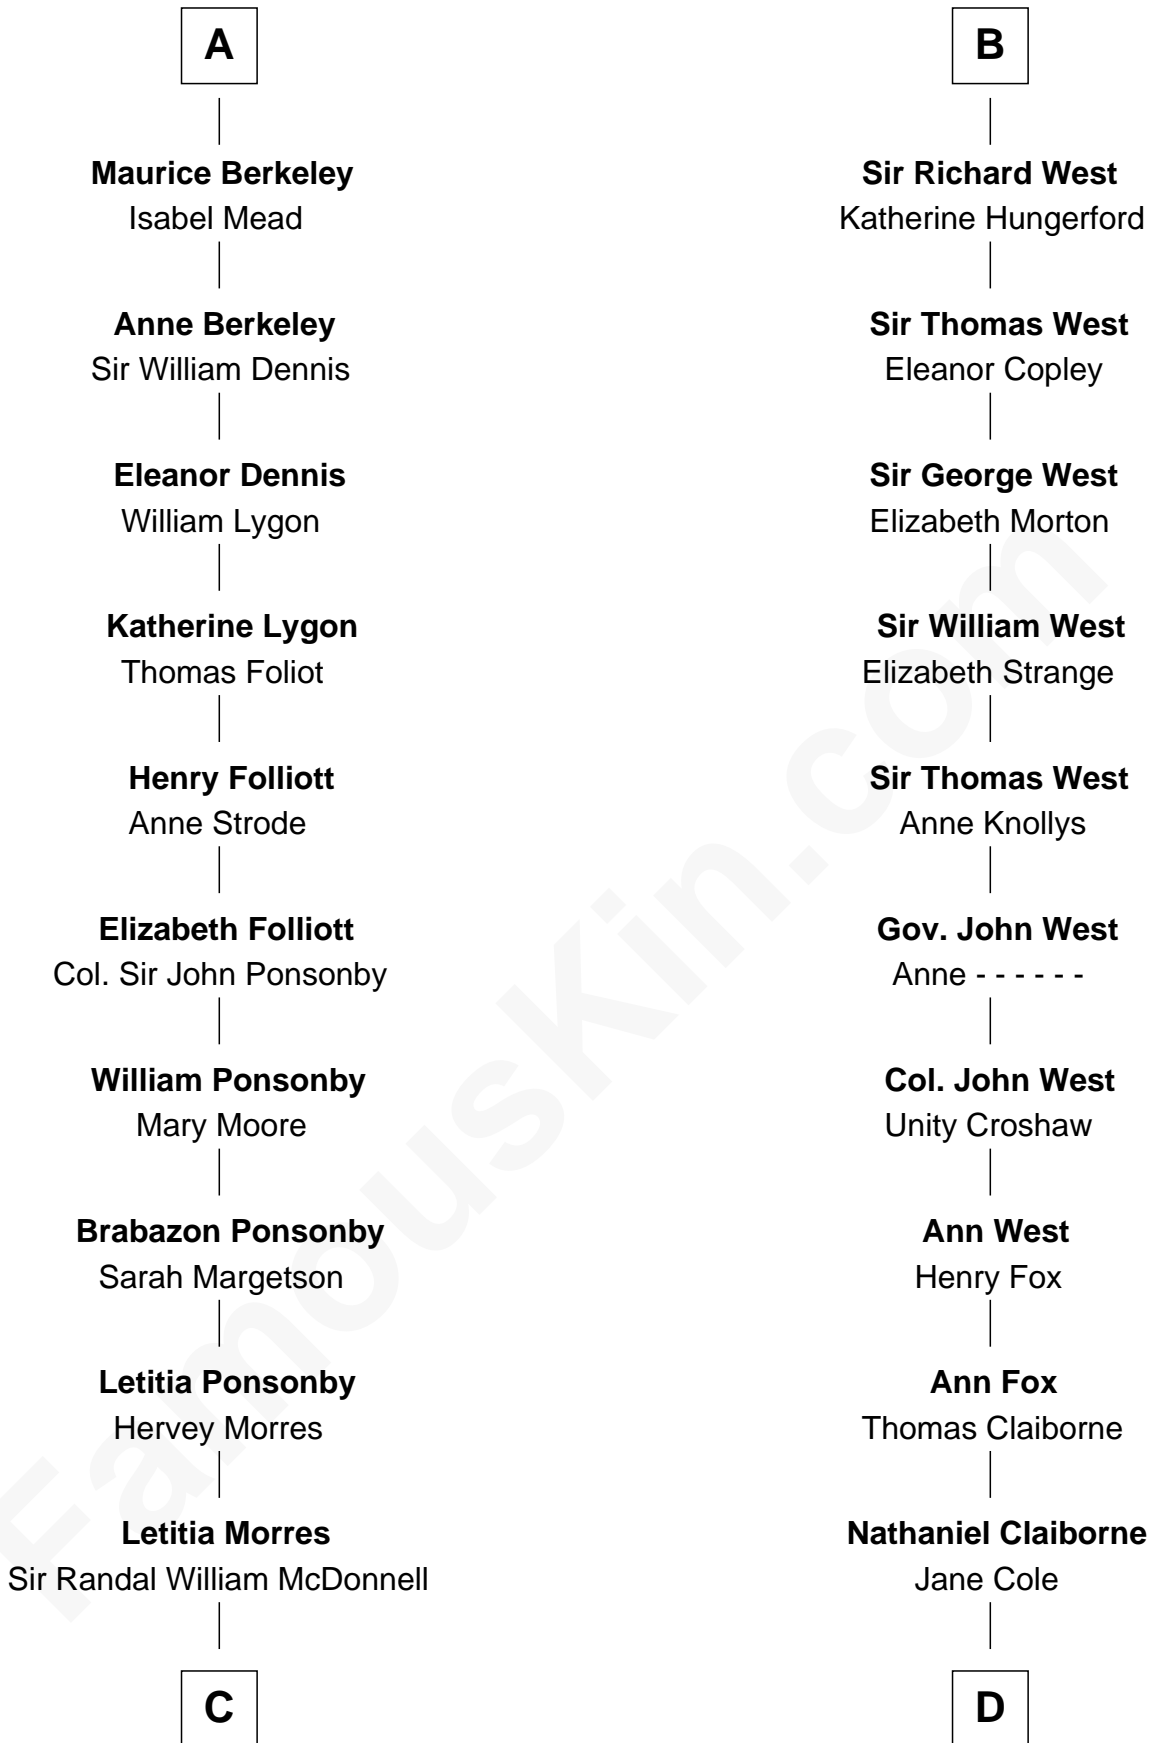 A
Maurice Berkeley
Isabel Mead
Anne Berkeley
Sir William Dennis
Eleanor Dennis
William Lygon
Katherine Lygon
Thomas Foliot
Henry Folliott
Anne Strode
Elizabeth Folliott
Col. Sir John Ponsonby
William Ponsonby
Mary Moore
Brabazon Ponsonby
Sarah Margetson
Letitia Ponsonby
Hervey Morres
Letitia Morres
Sir Randal William McDonnell
C
B
Sir Richard West
Katherine Hungerford
Sir Thomas West
Eleanor Copley
Sir George West
Elizabeth Morton
Sir William West
Elizabeth Strange
Sir Thomas West
Anne Knollys
Gov. John West
Anne - - - - - -
Col. John West
Unity Croshaw
Ann West
Henry Fox
Ann Fox
Thomas Claiborne
Nathaniel Claiborne
Jane Cole
D
FamousKin.com